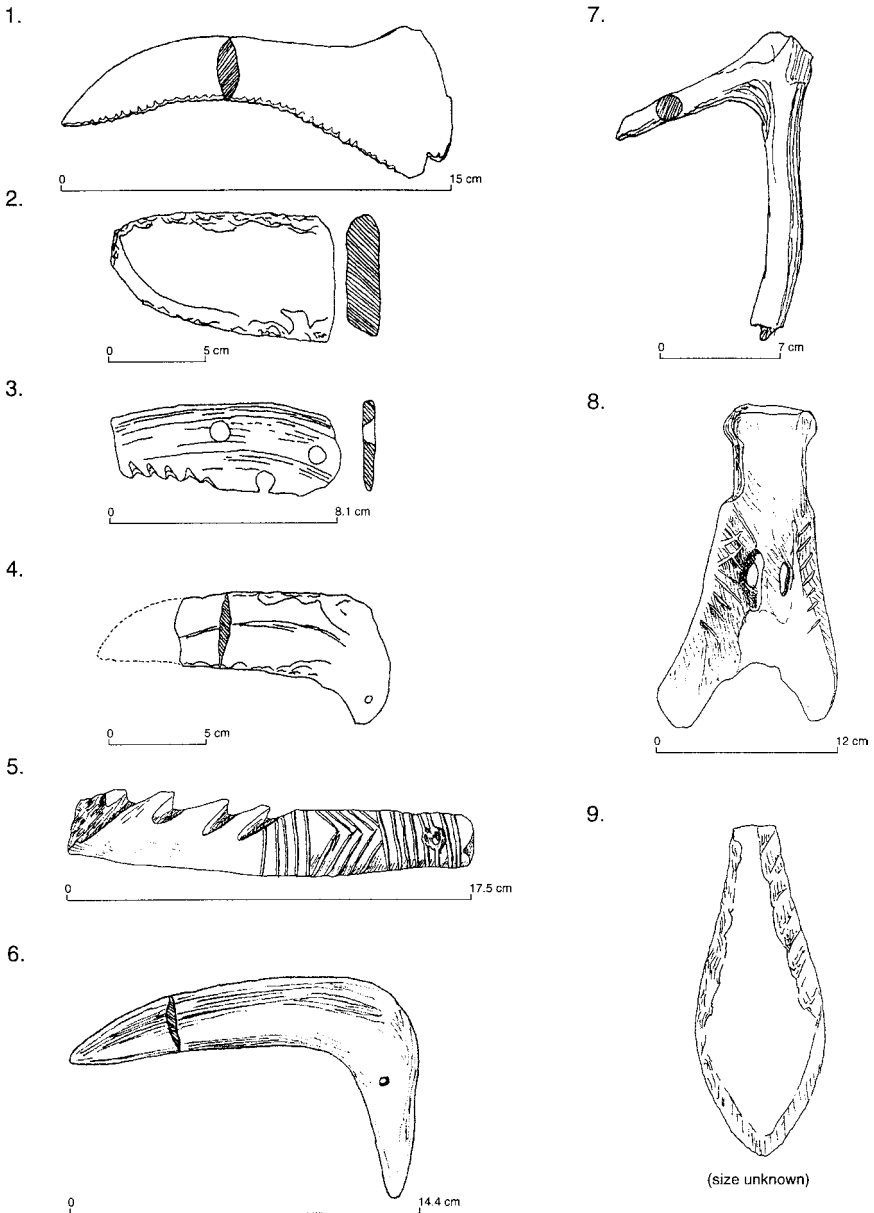 1.
0 15 cm
2.
0 5 cm
3.
0 8.1 cm
4.
0 5 cm
5.
0 17.5 cm
6.
0 14.4 cm
7.
0 7 cm
8.
0 12 cm
9.
(size unknown)